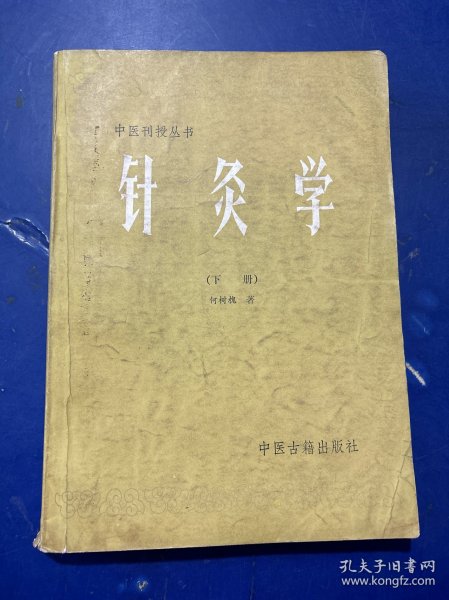 中医刊授丛书
针灸学
(下 册)
何树槐 著
中医古籍出版社
孔夫子旧书网
www.kongfz.com